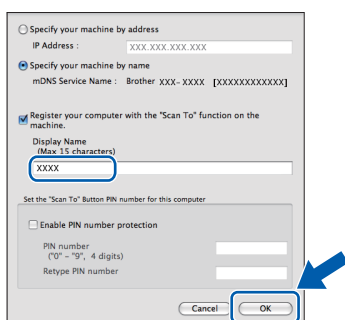 Specify your machine by address
IP Address : XXX.XXX.XXX.XXX
Specify your machine by name
mDNS Service Name : Brother XXX-XXXX [XXXXXXXXXXXX]
Register your computer with the "Scan To" function on the
machine.
Display Name
(Max 15 characters)
XXXX
Set the "Scan To" Button PIN number for this computer
Enable PIN number protection
PIN number
("0" – "9", 4 digits)
Retype PIN number
Cancel OK